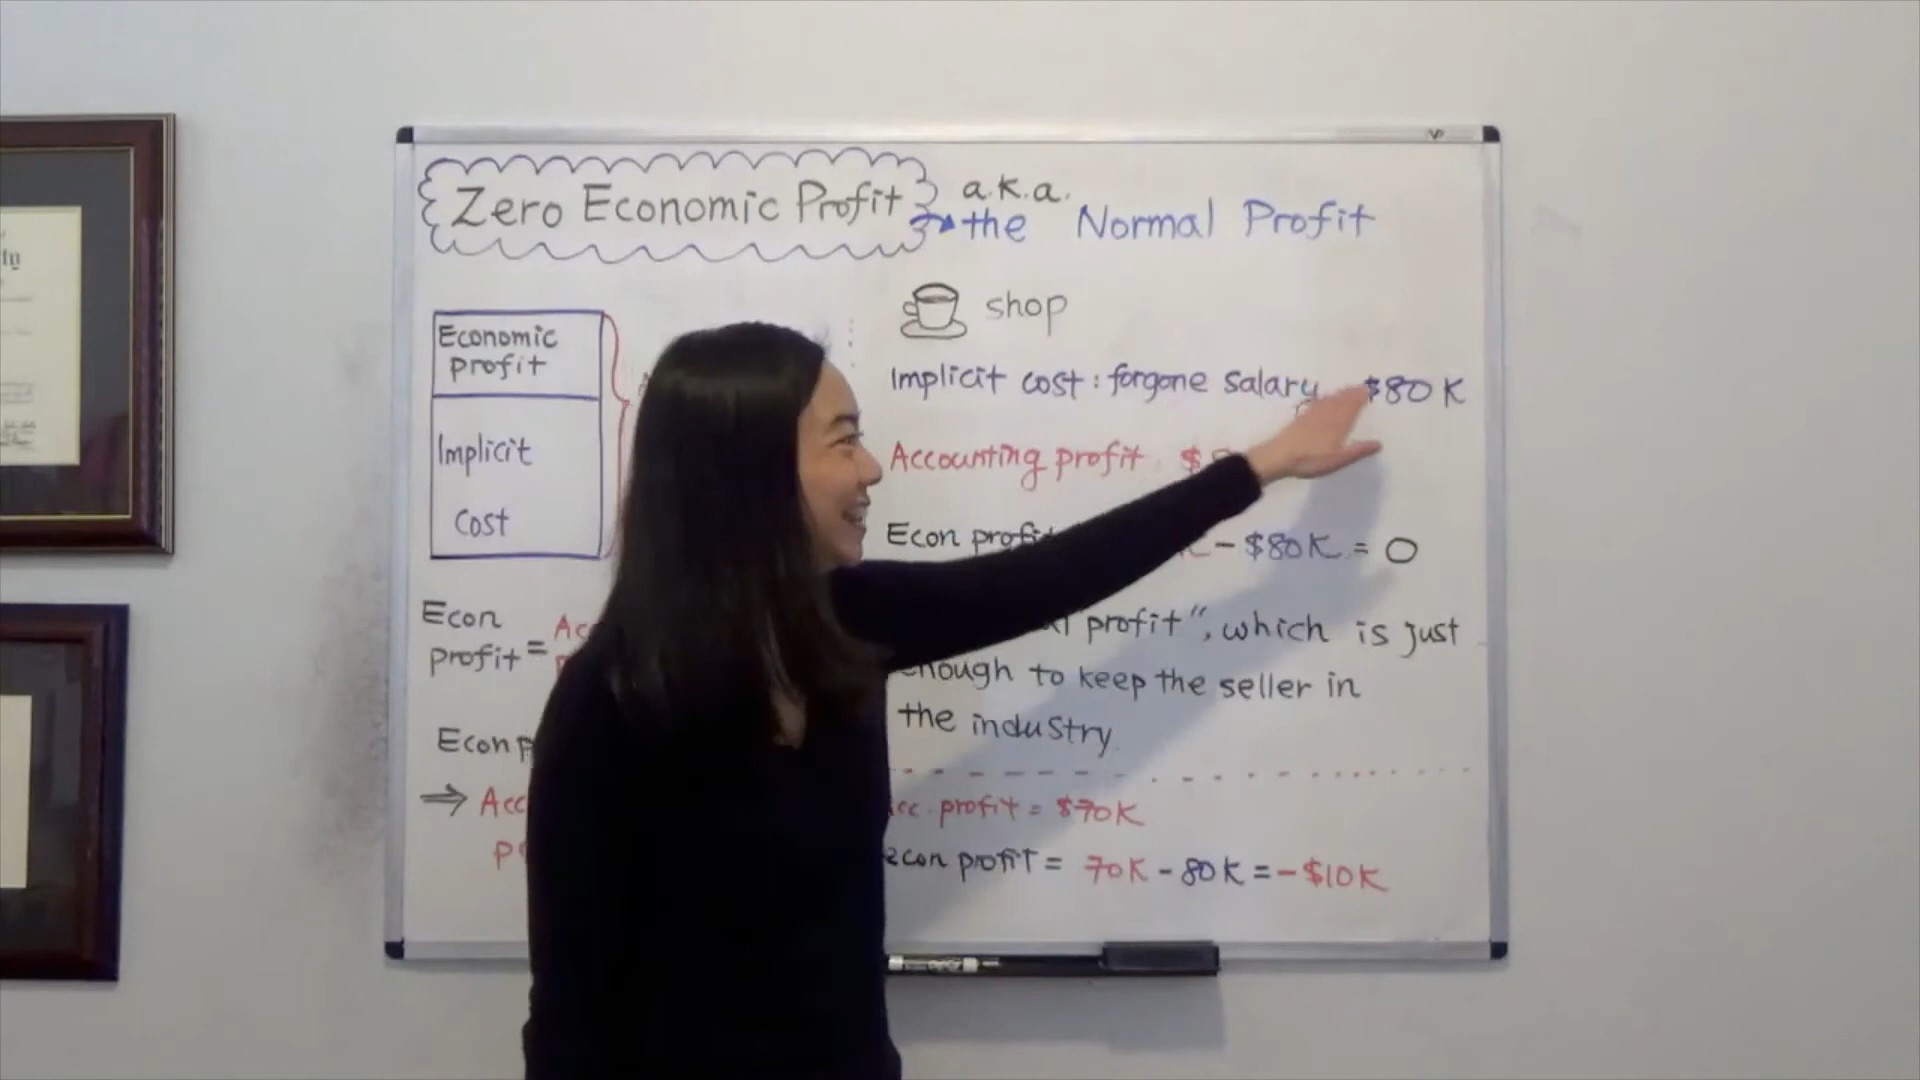 Zero Economic Profit
a.k.a.
the Normal Profit
Economic
profit
Implicit
Cost
Econ
profit =
Econ
shop
Implicit cost : forgone salary $80K
Accounting profit
Econ profit - $80K = 0
profit", which is just
enough to keep the seller in
the industry.
profit = $70K
econ profit = 70K - 80K = -$10K